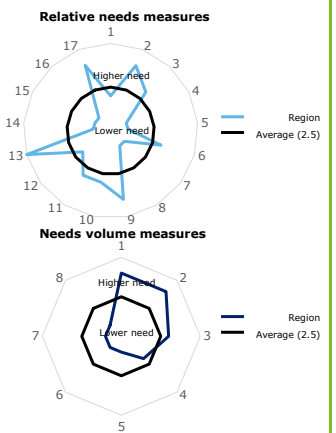 Relative needs measures
1
17
2
16
3
Higher need
15
4
14
Lower need
5
Region
Average (2.5)
13
6
12
7
11
8
10
9
Needs volume measures
1
8
2
Higher need
7
Lower need
3
Region
Average (2.5)
6
4
5